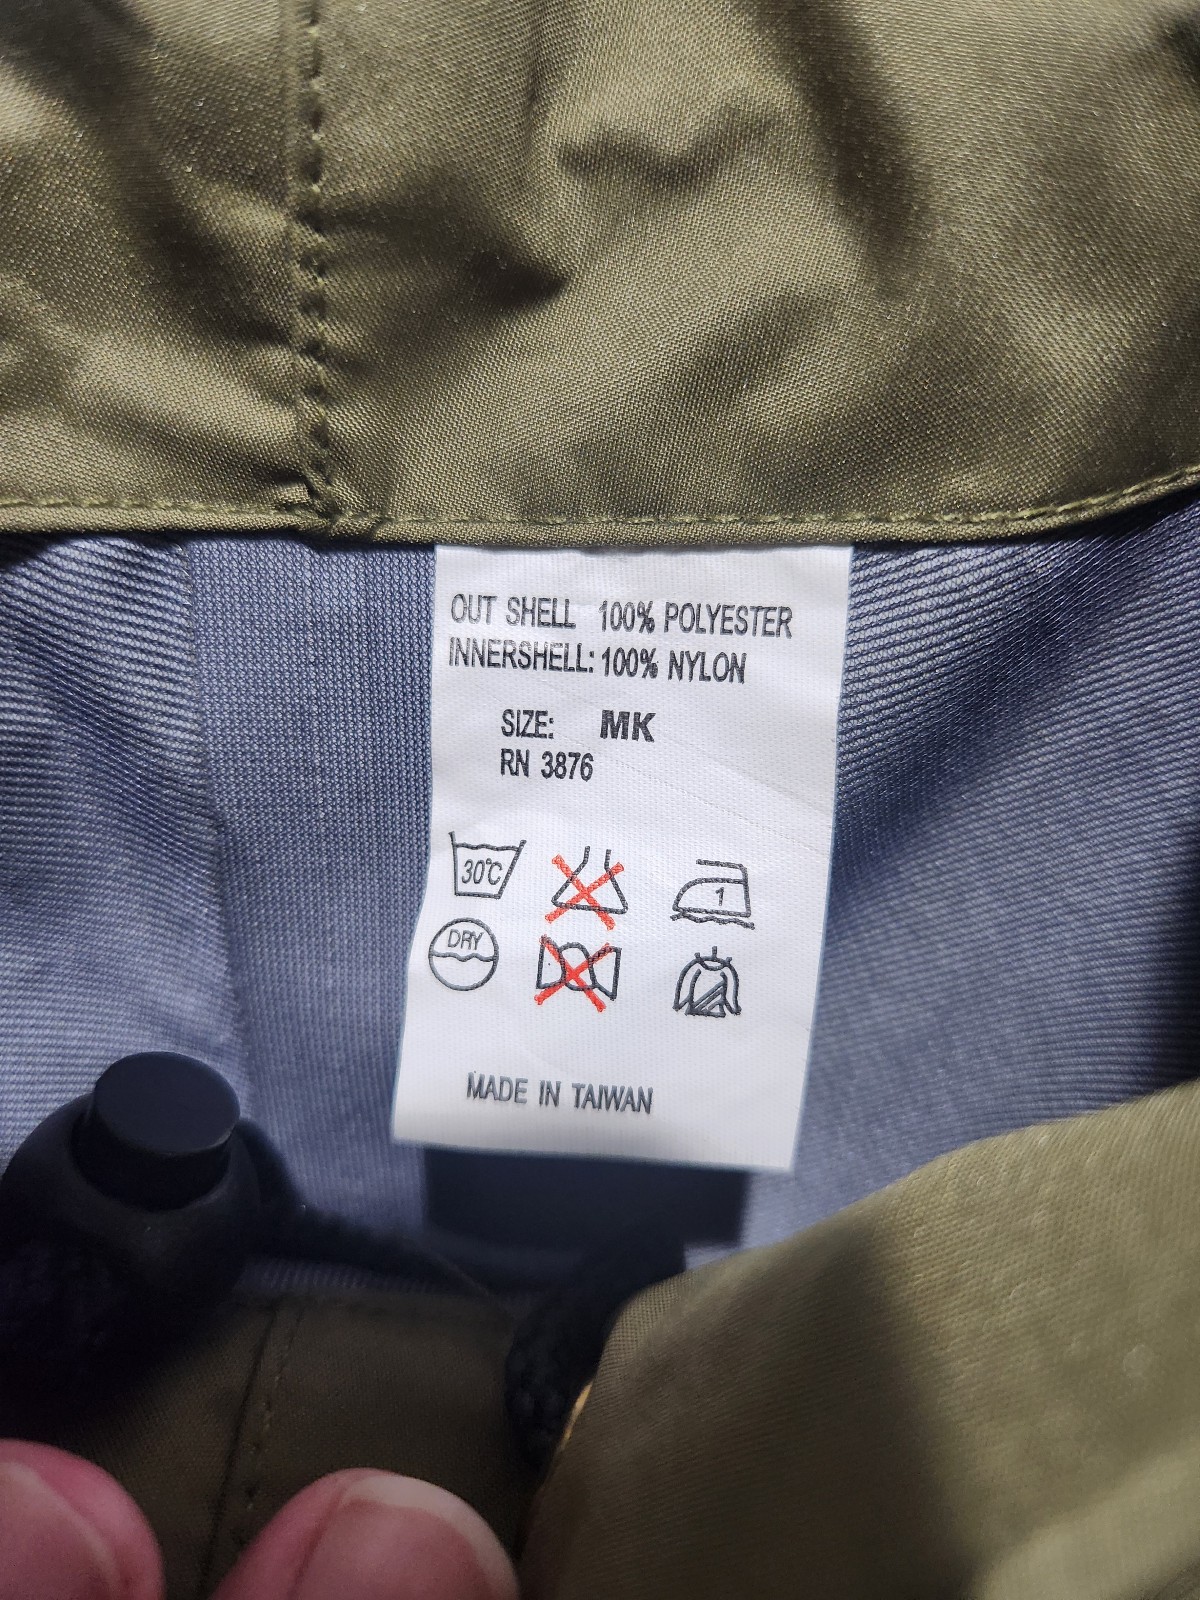 OUT SHELL 100% POLYESTER
INNERSHELL: 100% NYLON
SIZE: MK
RN 3876
30°C
1
DRY
MADE IN TAIWAN